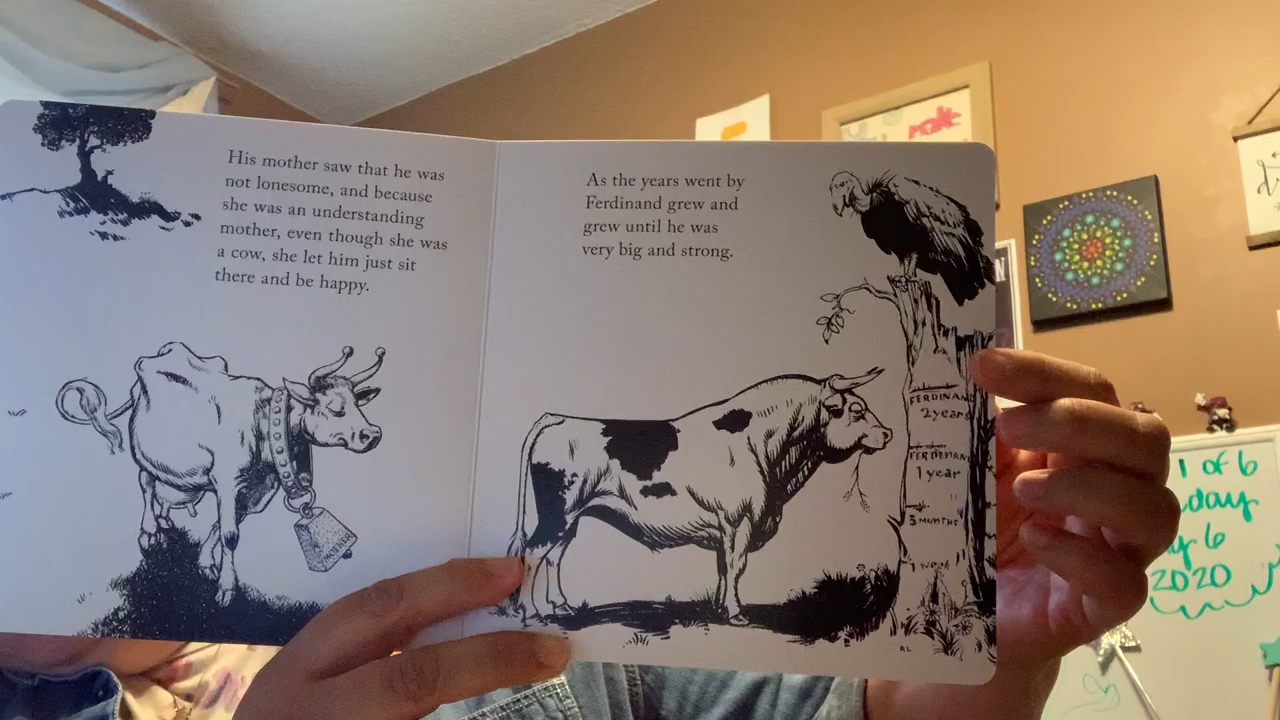 His mother saw that he was
not lonesome, and because
she was an understanding
mother, even though she was
a cow, she let him just sit
there and be happy.
As the years went by
Ferdinand grew and
grew until he was
very big and strong.
FERDINAND
2 years
FERDINAND
1 year
3 MONTHS
1 WEEK
RL
make
N
1 of 6
day
6
2020